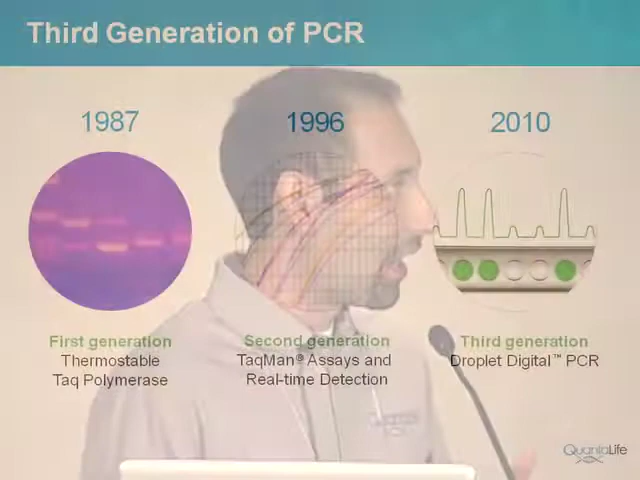 Third Generation of PCR
1987
1996
2010
First generation
Thermostable
Taq Polymerase
Second generation
TaqMan® Assays and
Real-time Detection
Third generation
Droplet Digital™ PCR
QuantaLife